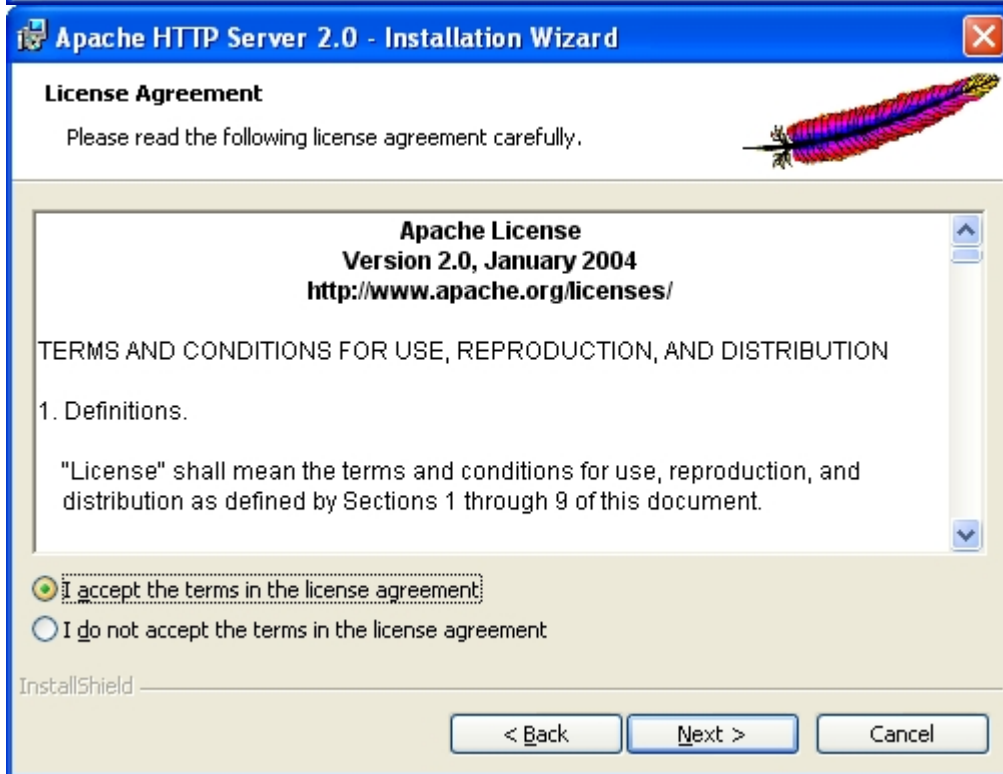 Apache HTTP Server 2.0 - Installation Wizard
License Agreement
Please read the following license agreement carefully.
Apache License
Version 2.0, January 2004
http://www.apache.org/licenses/
TERMS AND CONDITIONS FOR USE, REPRODUCTION, AND DISTRIBUTION
1. Definitions.
"License" shall mean the terms and conditions for use, reproduction, and
distribution as defined by Sections 1 through 9 of this document.
I accept the terms in the license agreement
I do not accept the terms in the license agreement
InstallShield
< Back
Next >
Cancel